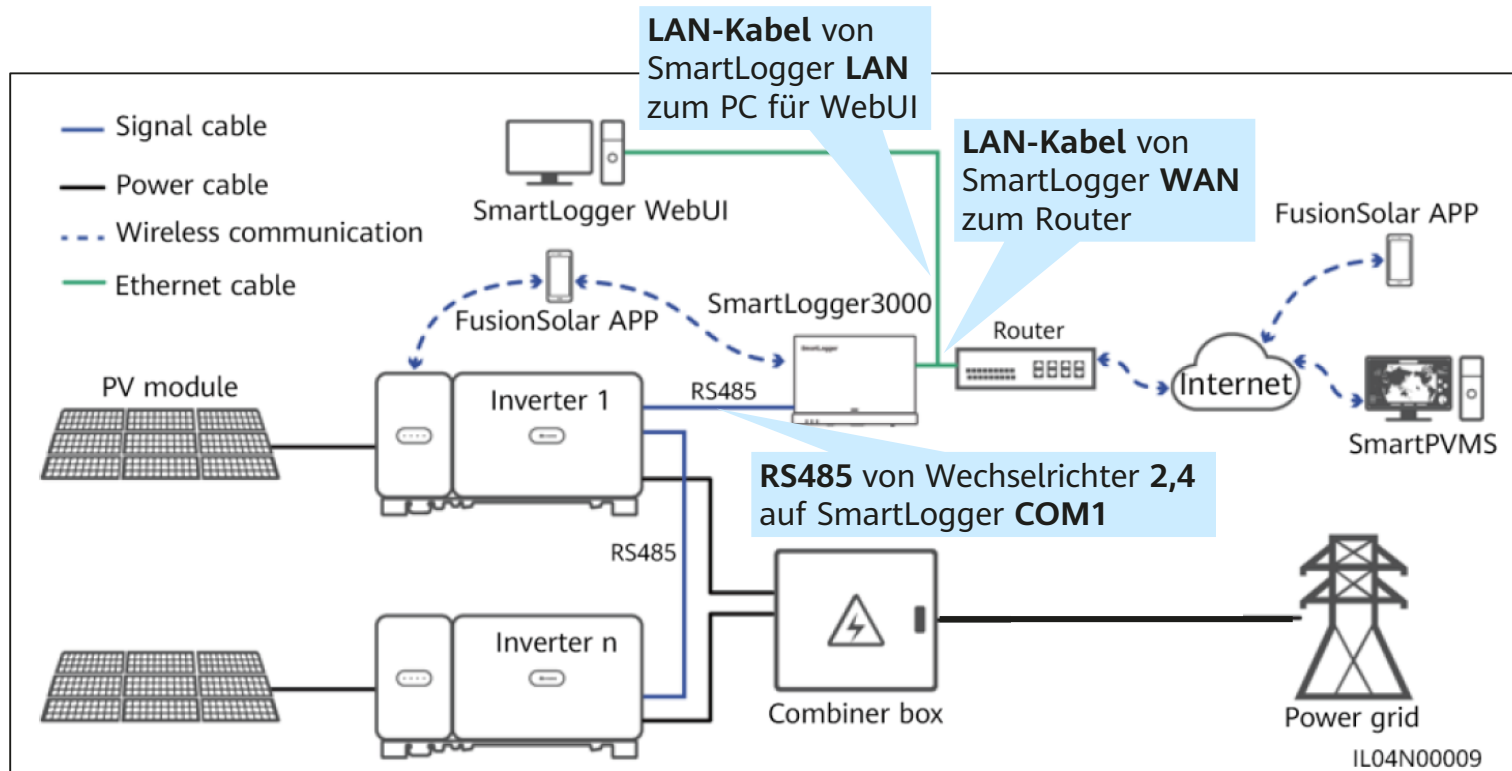 LAN-Kabel von
SmartLogger LAN
zum PC für WebUI
Signal cable
Power cable
Wireless communication
Ethernet cable
SmartLogger WebUI
LAN-Kabel von
SmartLogger WAN
zum Router
FusionSolar APP
FusionSolar APP
SmartLogger3000
SmartLogger
Router
Internet
SmartPVMS
PV module
Inverter 1
RS485
RS485 von Wechselrichter 2,4
auf SmartLogger COM1
RS485
Inverter n
Combiner box
Power grid
IL04N00009